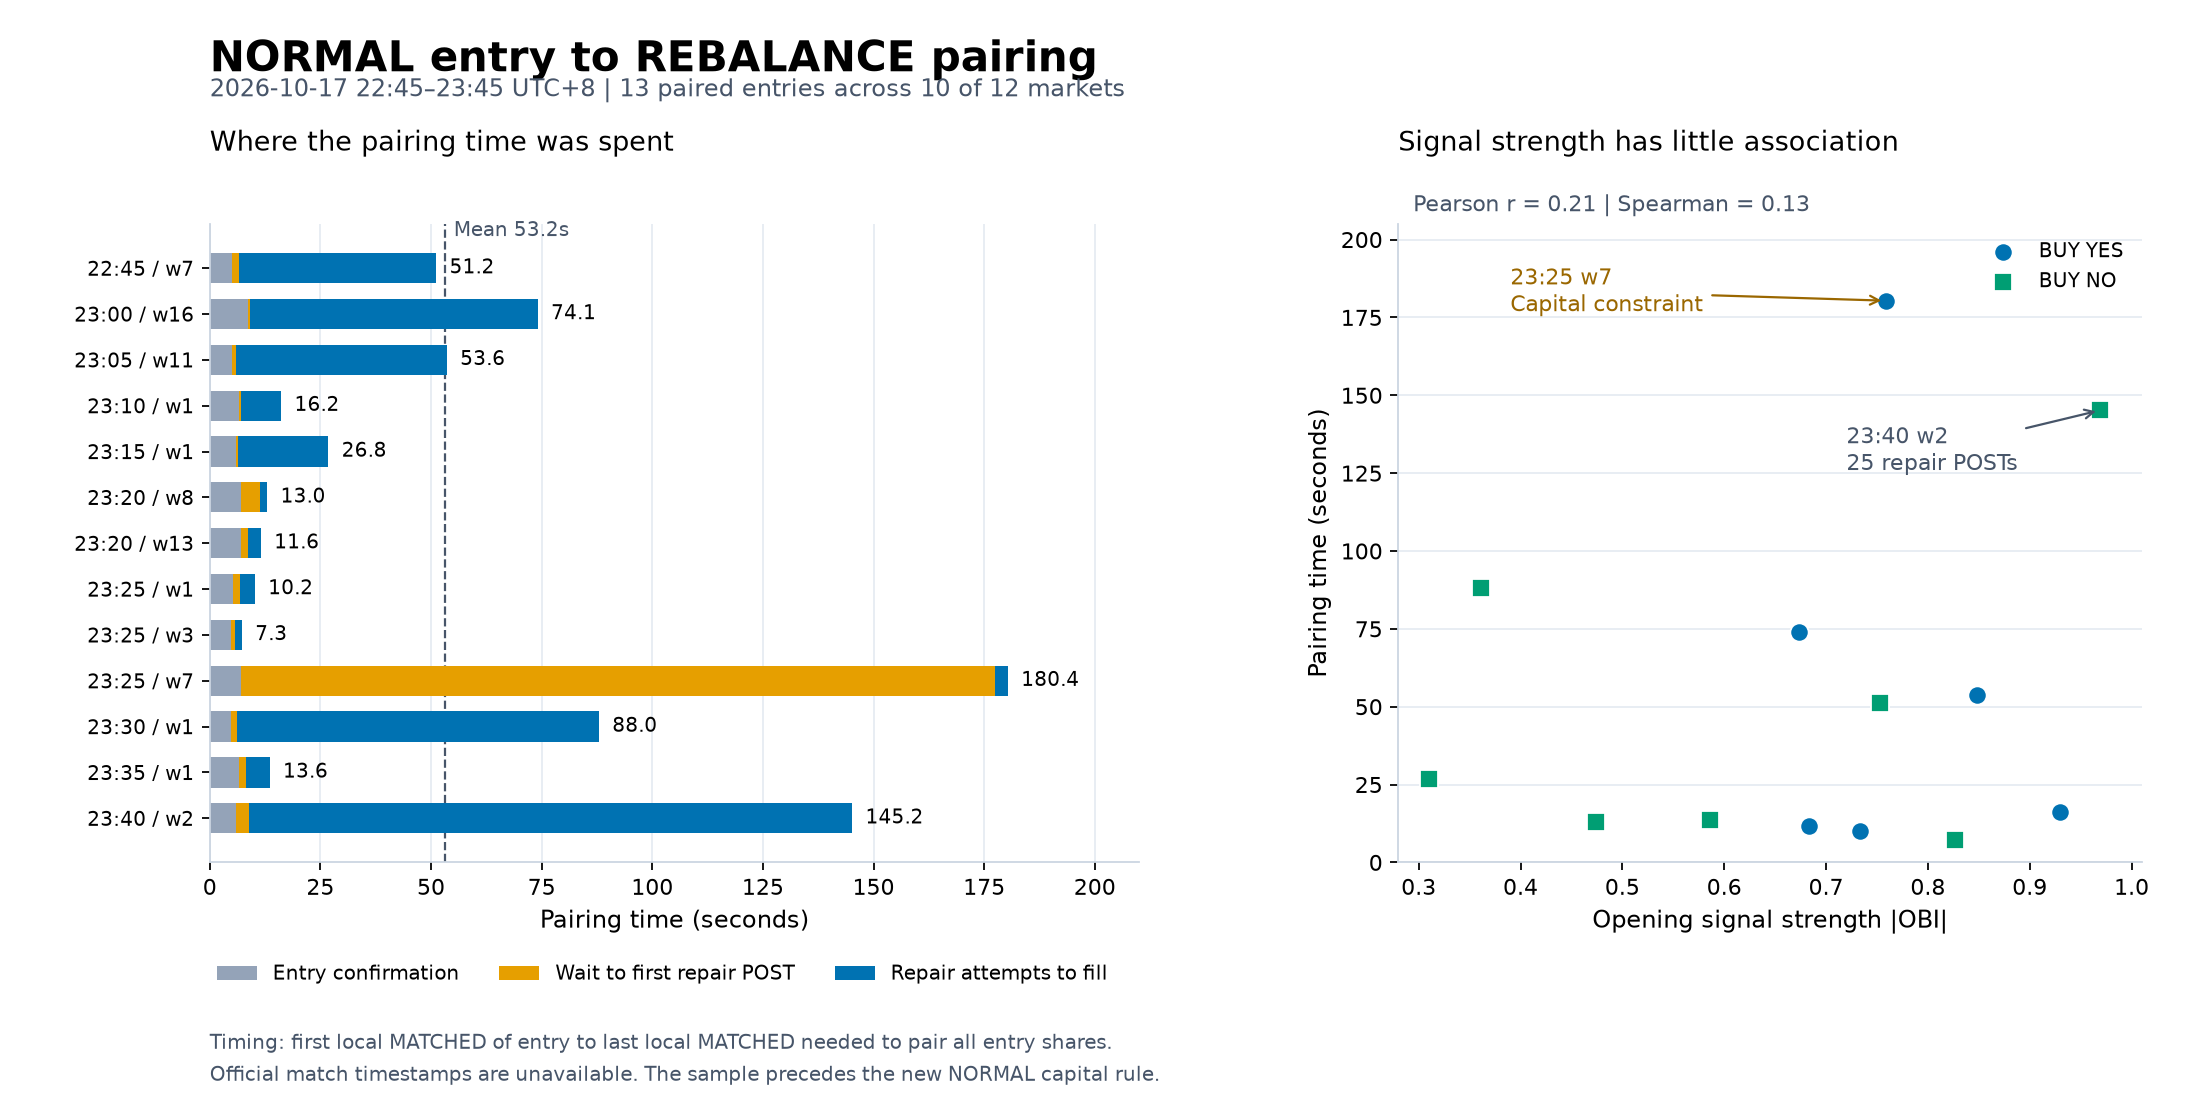 NORMAL entry to REBALANCE pairing
2026-10-17 22:45–23:45 UTC+8 | 13 paired entries across 10 of 12 markets
Where the pairing time was spent
Mean 53.2s
22:45 / w7
51.2
23:00 / w16
74.1
23:05 / w11
53.6
23:10 / w1
16.2
23:15 / w1
26.8
23:20 / w8
13.0
23:20 / w13
11.6
23:25 / w1
10.2
23:25 / w3
7.3
23:25 / w7
180.4
23:30 / w1
88.0
23:35 / w1
13.6
23:40 / w2
145.2
0 25 50 75 100 125 150 175 200
Pairing time (seconds)
Entry confirmation
Wait to first repair POST
Repair attempts to fill
Timing: first local MATCHED of entry to last local MATCHED needed to pair all entry shares.
Official match timestamps are unavailable. The sample precedes the new NORMAL capital rule.
Signal strength has little association
Pearson r = 0.21 | Spearman = 0.13
BUY YES
BUY NO
23:25 w7
Capital constraint
23:40 w2
25 repair POSTs
Pairing time (seconds)
200
175
150
125
100
75
50
25
0
0.3 0.4 0.5 0.6 0.7 0.8 0.9 1.0
Opening signal strength |OBI|